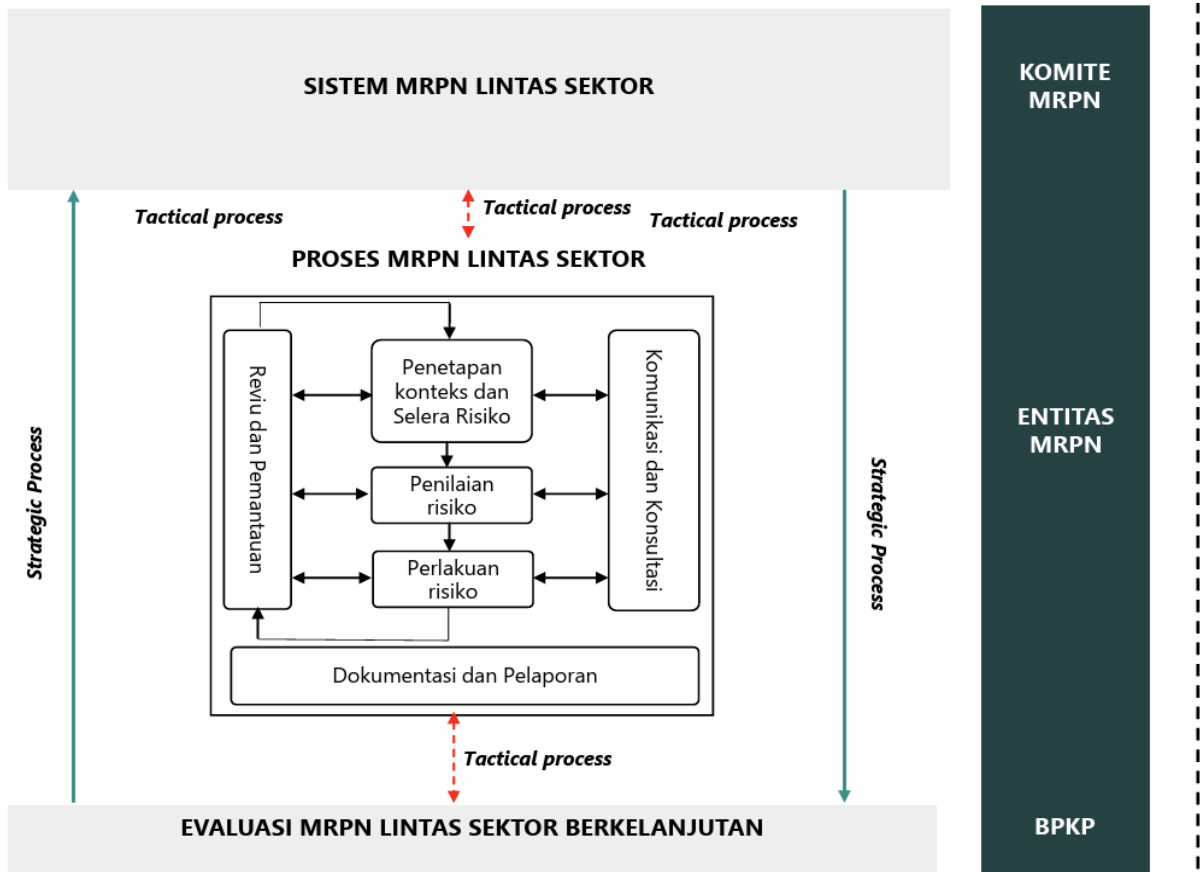 SISTEM MRPN LINTAS SEKTOR
KOMITE
MRPN
Tactical process
Tactical process
Tactical process
PROSES MRPN LINTAS SEKTOR
Strategic Process
Reviu dan Pemantauan
Penetapan
konteks dan
Selera Risiko
Penilaian
risiko
Perlakuan
risiko
Komunikasi dan Konsultasi
Dokumentasi dan Pelaporan
Strategic Process
ENTITAS
MRPN
Tactical process
EVALUASI MRPN LINTAS SEKTOR BERKELANJUTAN
BPKP